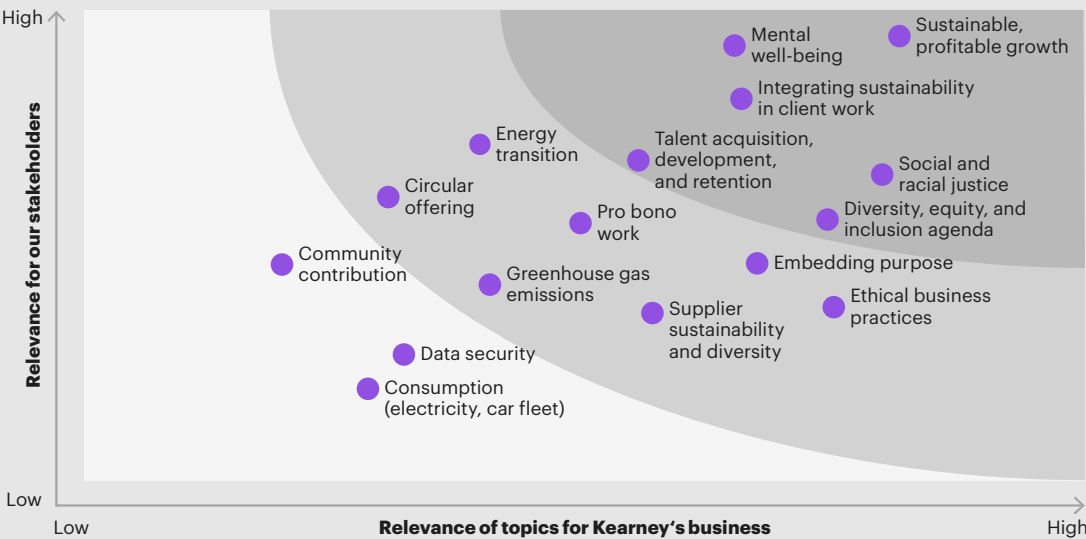 High
Relevance for our stakeholders
Mental
well-being
Sustainable,
profitable growth
Integrating sustainability
in client work
Energy
transition
Talent acquisition,
development,
and retention
Social and
racial justice
Circular
offering
Pro bono
work
Diversity, equity, and
inclusion agenda
Community
contribution
Greenhouse gas
emissions
Embedding purpose
Ethical business
practices
Supplier
sustainability
and diversity
Data security
Consumption
(electricity, car fleet)
Low
Low
Relevance of topics for Kearney‘s business
High